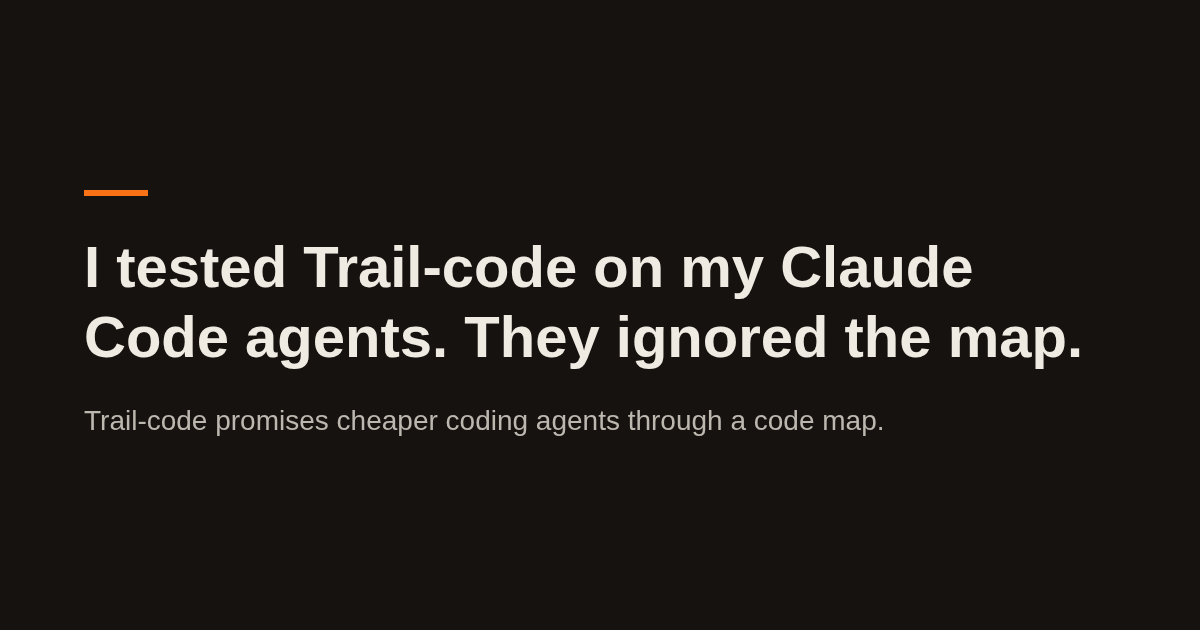 I tested Trail-code on my Claude
Code agents. They ignored the map.
Trail-code promises cheaper coding agents through a code map.